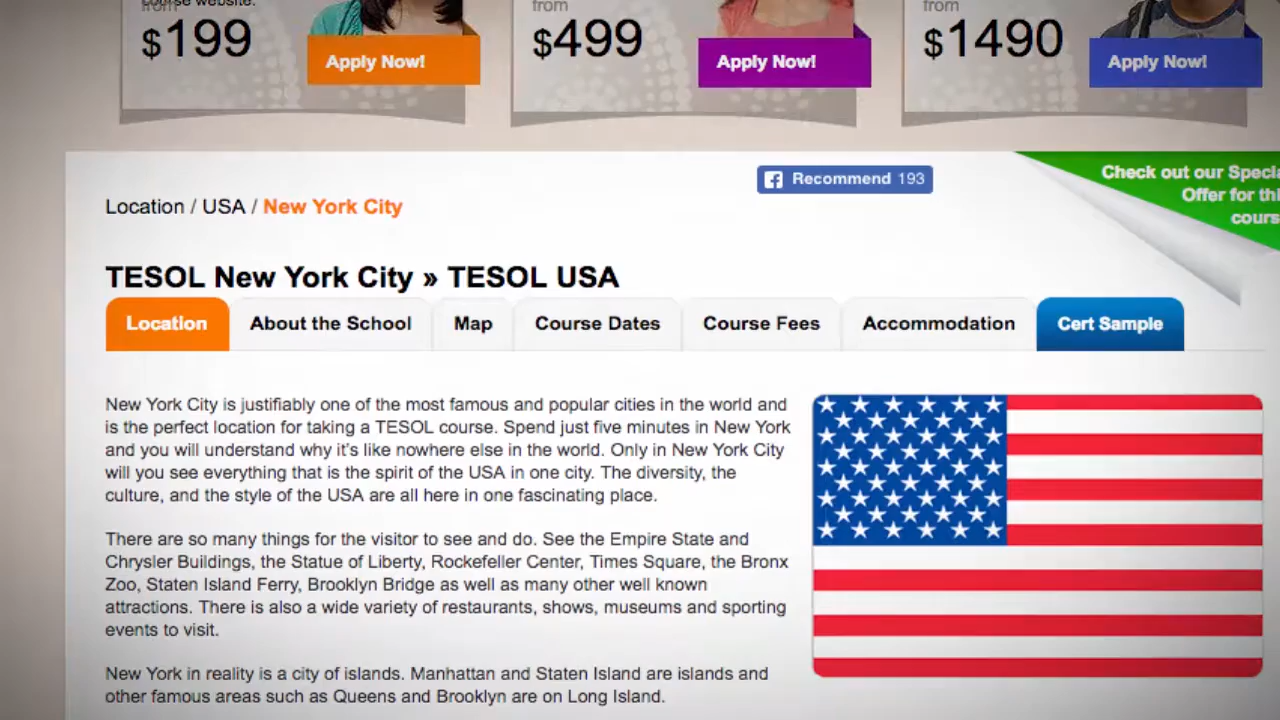 course website.
from
from
from
$199
$499
$1490
Apply Now!
Apply Now!
Apply Now!
Recommend 193
Check out our Specia
Offer for thi
cours
Location / USA / New York City
TESOL New York City » TESOL USA
Location
About the School
Map
Course Dates
Course Fees
Accommodation
Cert Sample
New York City is justifiably one of the most famous and popular cities in the world and
is the perfect location for taking a TESOL course. Spend just five minutes in New York
and you will understand why it's like nowhere else in the world. Only in New York City
will you see everything that is the spirit of the USA in one city. The diversity, the
culture, and the style of the USA are all here in one fascinating place.
There are so many things for the visitor to see and do. See the Empire State and
Chrysler Buildings, the Statue of Liberty, Rockefeller Center, Times Square, the Bronx
Zoo, Staten Island Ferry, Brooklyn Bridge as well as many other well known
attractions. There is also a wide variety of restaurants, shows, museums and sporting
events to visit.
New York in reality is a city of islands. Manhattan and Staten Island are islands and
other famous areas such as Queens and Brooklyn are on Long Island.